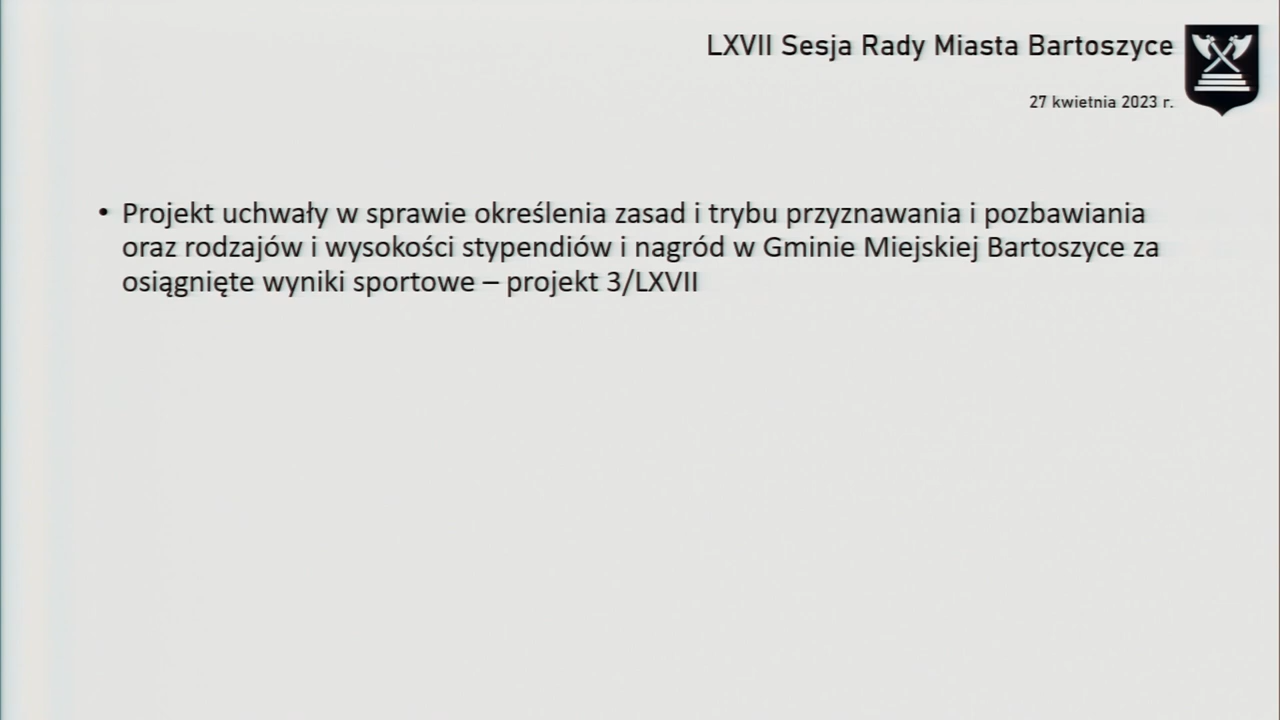 LXVII Sesja Rady Miasta Bartoszyce
27 kwietnia 2023 r.
• Projekt uchwały w sprawie określenia zasad i trybu przyznawania i pozbawiania
oraz rodzajów i wysokości stypendiów i nagród w Gminie Miejskiej Bartoszyce za
osiągnięte wyniki sportowe – projekt 3/LXVII